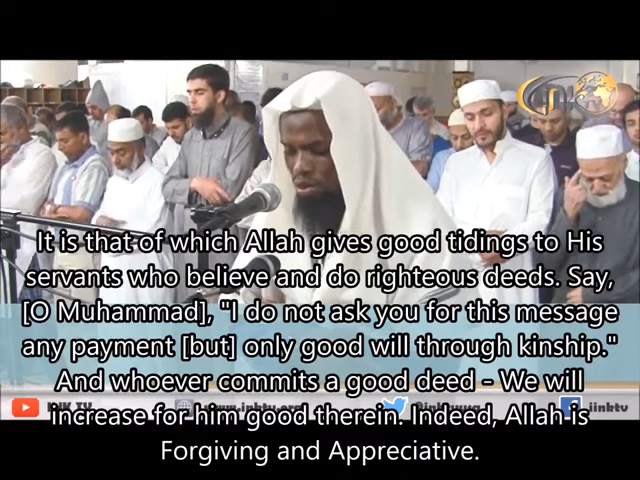 It is that of which Allah gives good tidings to His
servants who believe and do righteous deeds. Say,
[O Muhammad], "I do not ask you for this message
any payment [but] only good will through kinship."
And whoever commits a good deed - We will
increase for him good therein. Indeed, Allah is
Forgiving and Appreciative.